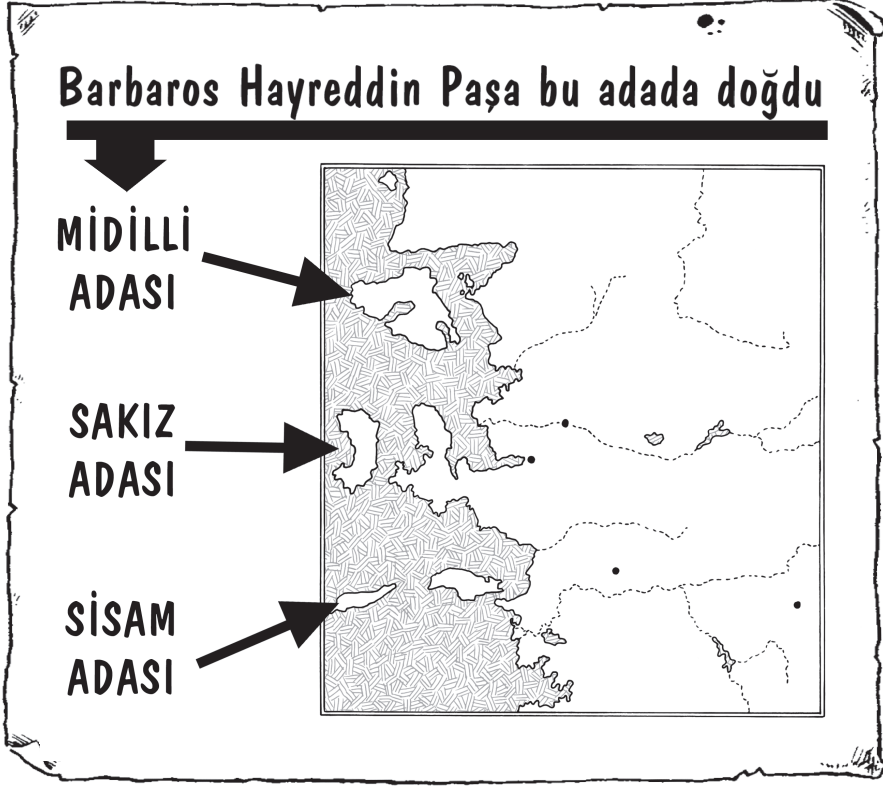 Barbaros Hayreddin Paşa bu adada doğdu
MİDİLLİ
ADASI
SAKIZ
ADASI
SİSAM
ADASI